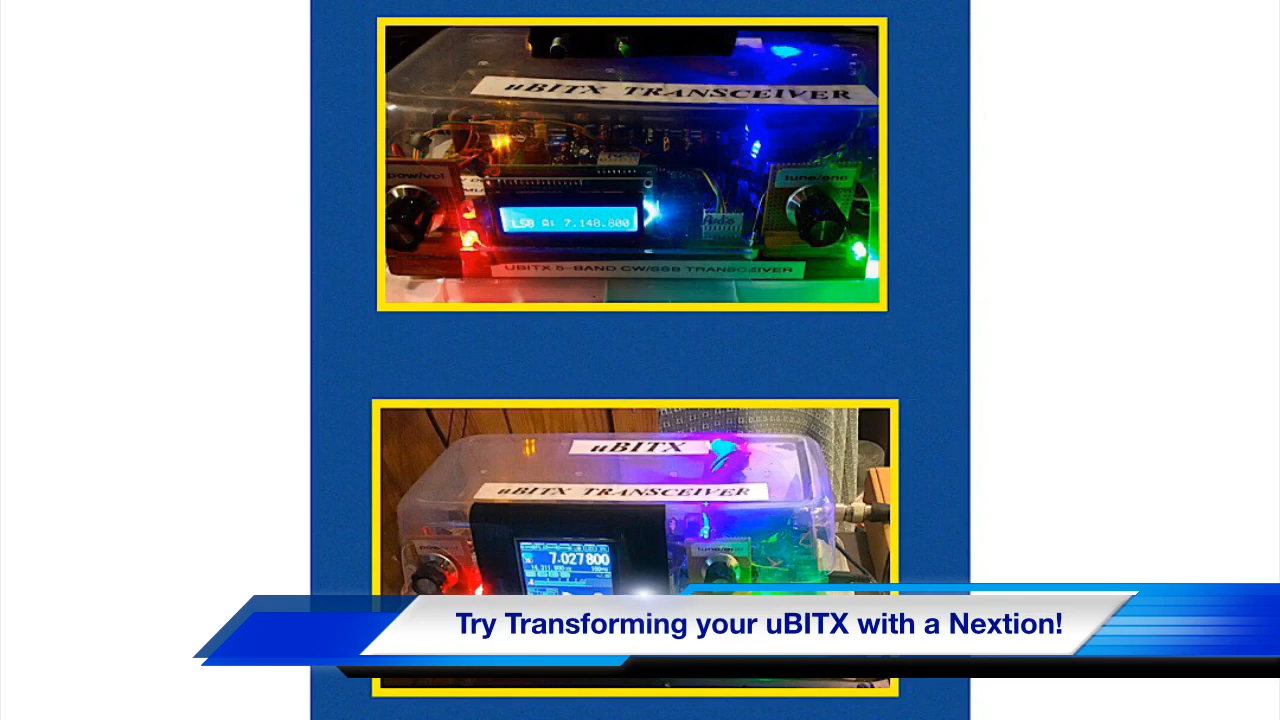 uBITX TRANSCEIVER
pow/vol
tune/enc
LSB A: 7.148.800
Audio
UBITX 5-BAND CW/SSB TRANSCEIVER
uBITX
uBITX TRANSCEIVER
7.027800
Try Transforming your uBITX with a Nextion!